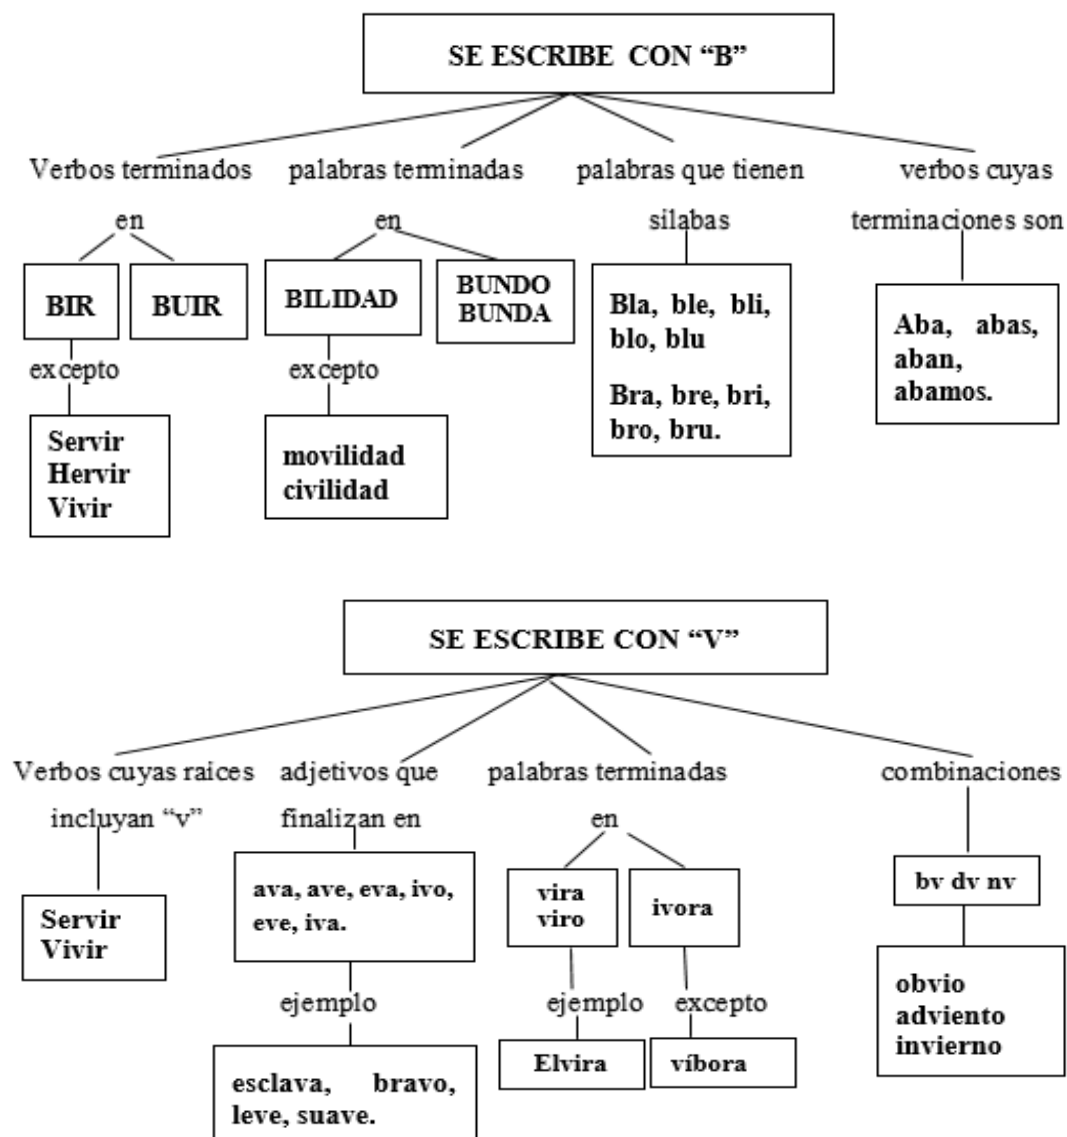 SE ESCRIBE CON “B”
Verbos terminados en
palabras terminadas en
palabras que tienen sílabas
verbos cuyas terminaciones son
BIR
BUIR
BILIDAD
BUNDO
BUNDA
Bla, ble, bli,
blo, blu
Bra, bre, bri,
bro, bru.
Aba, abas,
aban,
abamos.
excepto
Servir
Hervir
Vivir
excepto
movilidad
civilidad
SE ESCRIBE CON “V”
Verbos cuyas raíces
incluyan “v”
Servir
Vivir
adjetivos que
finalizan en
ava, ave, eva, ivo,
eve, iva.
ejemplo
esclava, bravo,
leve, suave.
palabras terminadas
en
vira
viro
ejemplo
Elvira
ivora
excepto
víbora
combinaciones
bv dv nv
obvio
adviento
invierno